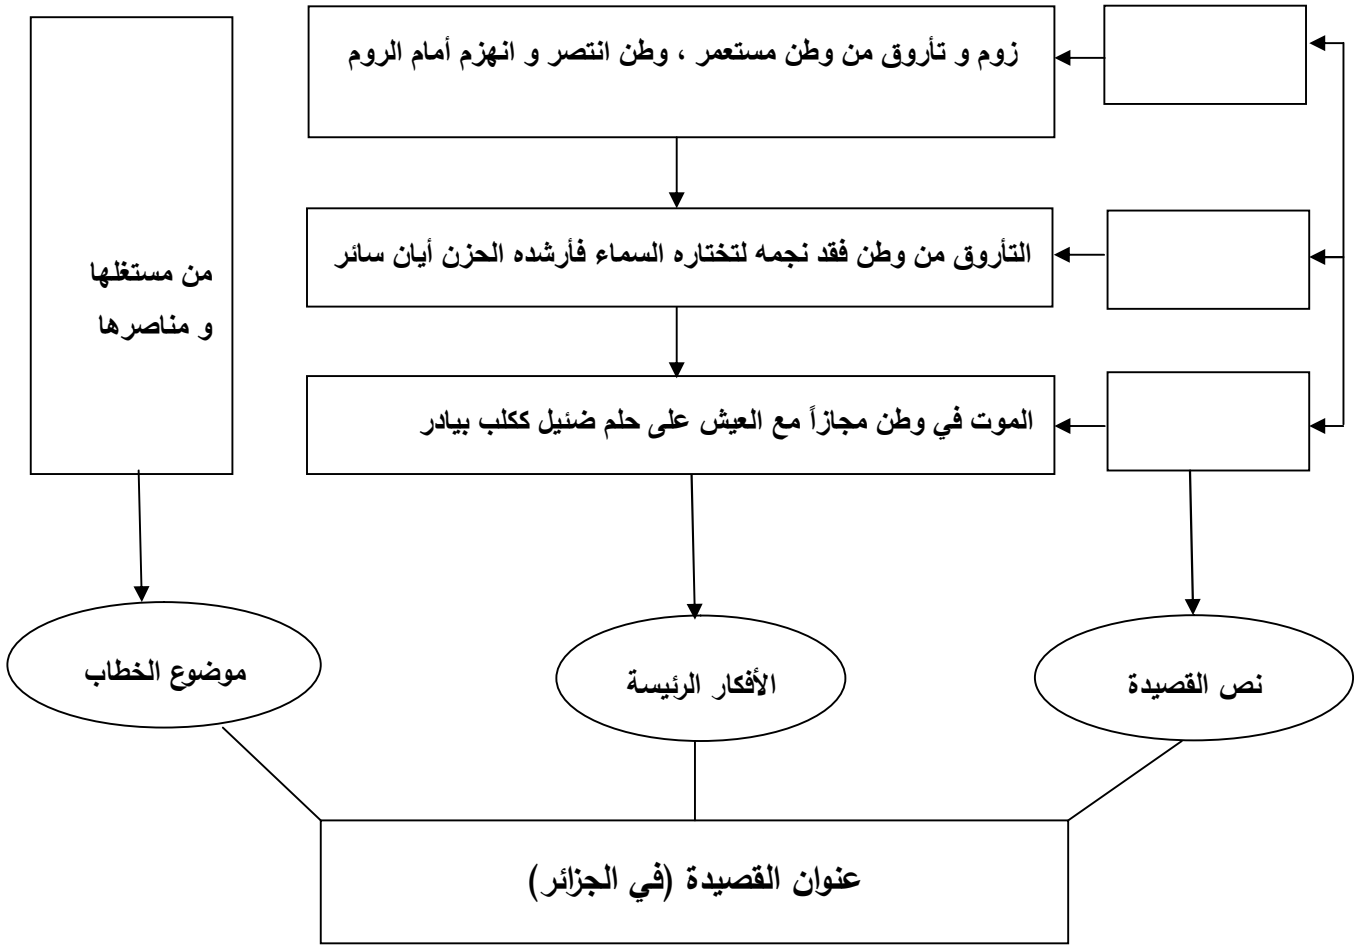 زوم و تأروق من وطن مستعمر ، وطن انتصر و انهزم أمام الروم
التأروق من وطن فقد نجمه لتختاره السماء فأرشده الحزن أيان سائر
الموت في وطن مجازاً مع العيش على حلم ضئيل ككلب بيادر
من مستغلها
و مناصرها
نص القصيدة
الأفكار الرئيسة
موضوع الخطاب
عنوان القصيدة (في الجزائر)